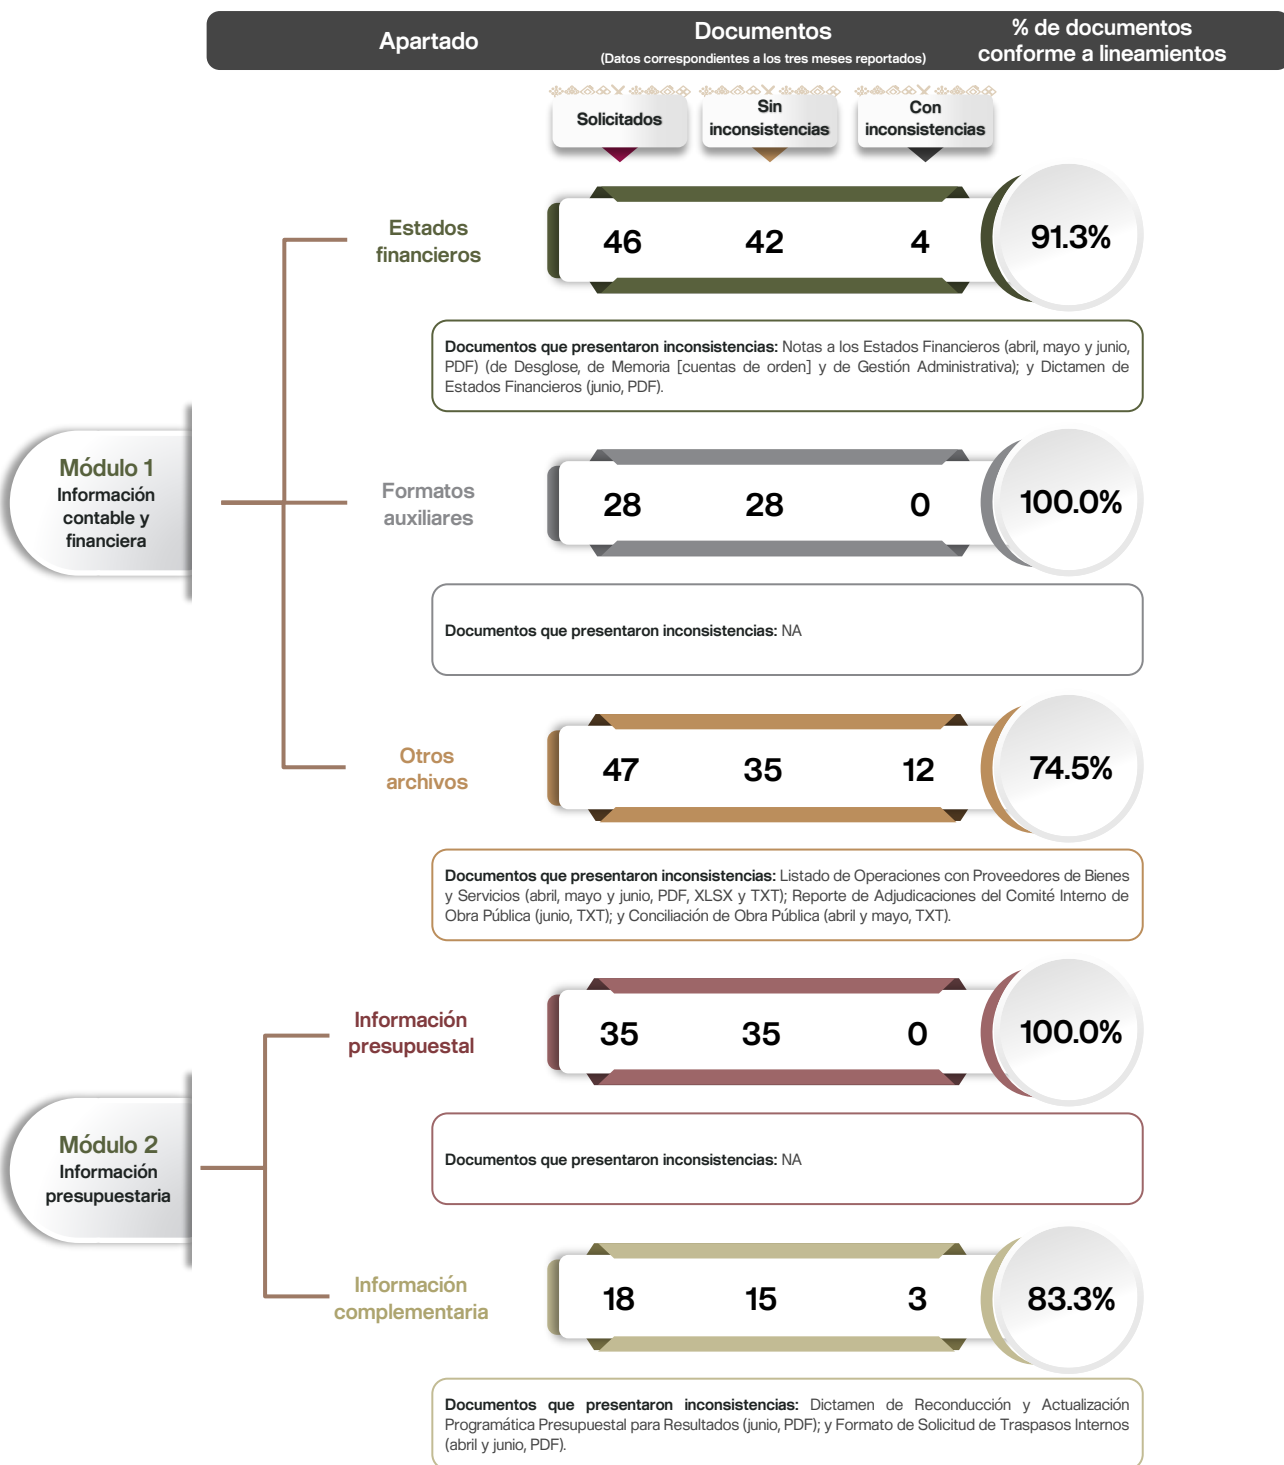 Apartado
Documentos
(Datos correspondientes a los tres meses reportados)
% de documentos
conforme a lineamientos
Solicitados
Sin
inconsistencias
Con
inconsistencias
Módulo 1
Información
contable y
financiera
Estados
financieros
46 42 4 91.3%
Documentos que presentaron inconsistencias: Notas a los Estados Financieros (abril, mayo y junio,
PDF) (de Desglose, de Memoria [cuentas de orden] y de Gestión Administrativa); y Dictamen de
Estados Financieros (junio, PDF).
Formatos
auxiliares
28 28 0 100.0%
Documentos que presentaron inconsistencias: NA
Otros
archivos
47 35 12 74.5%
Documentos que presentaron inconsistencias: Listado de Operaciones con Proveedores de Bienes
y Servicios (abril, mayo y junio, PDF, XLSX y TXT); Reporte de Adjudicaciones del Comité Interno de
Obra Pública (junio, TXT); y Conciliación de Obra Pública (abril y mayo, TXT).
Módulo 2
Información
presupuestaria
Información
presupuestal
35 35 0 100.0%
Documentos que presentaron inconsistencias: NA
Información
complementaria
18 15 3 83.3%
Documentos que presentaron inconsistencias: Dictamen de Reconducción y Actualización
Programática Presupuestal para Resultados (junio, PDF); y Formato de Solicitud de Traspasos Internos
(abril y junio, PDF).